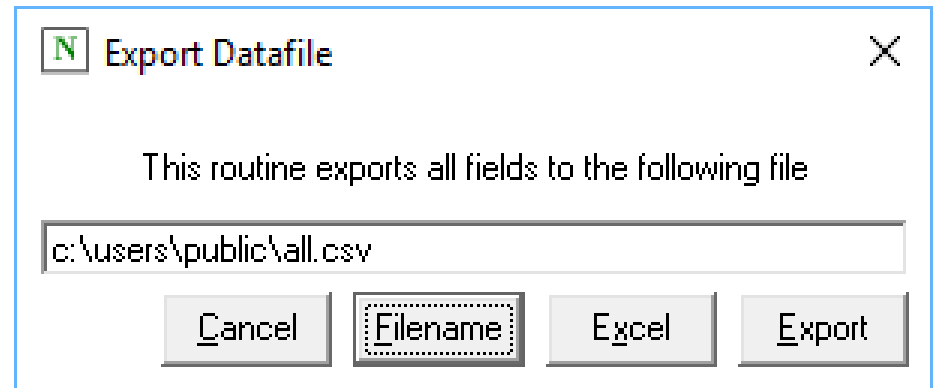 N Export Datafile
This routine exports all fields to the following file
c:\users\public\all.csv
Cancel Filename Excel Export